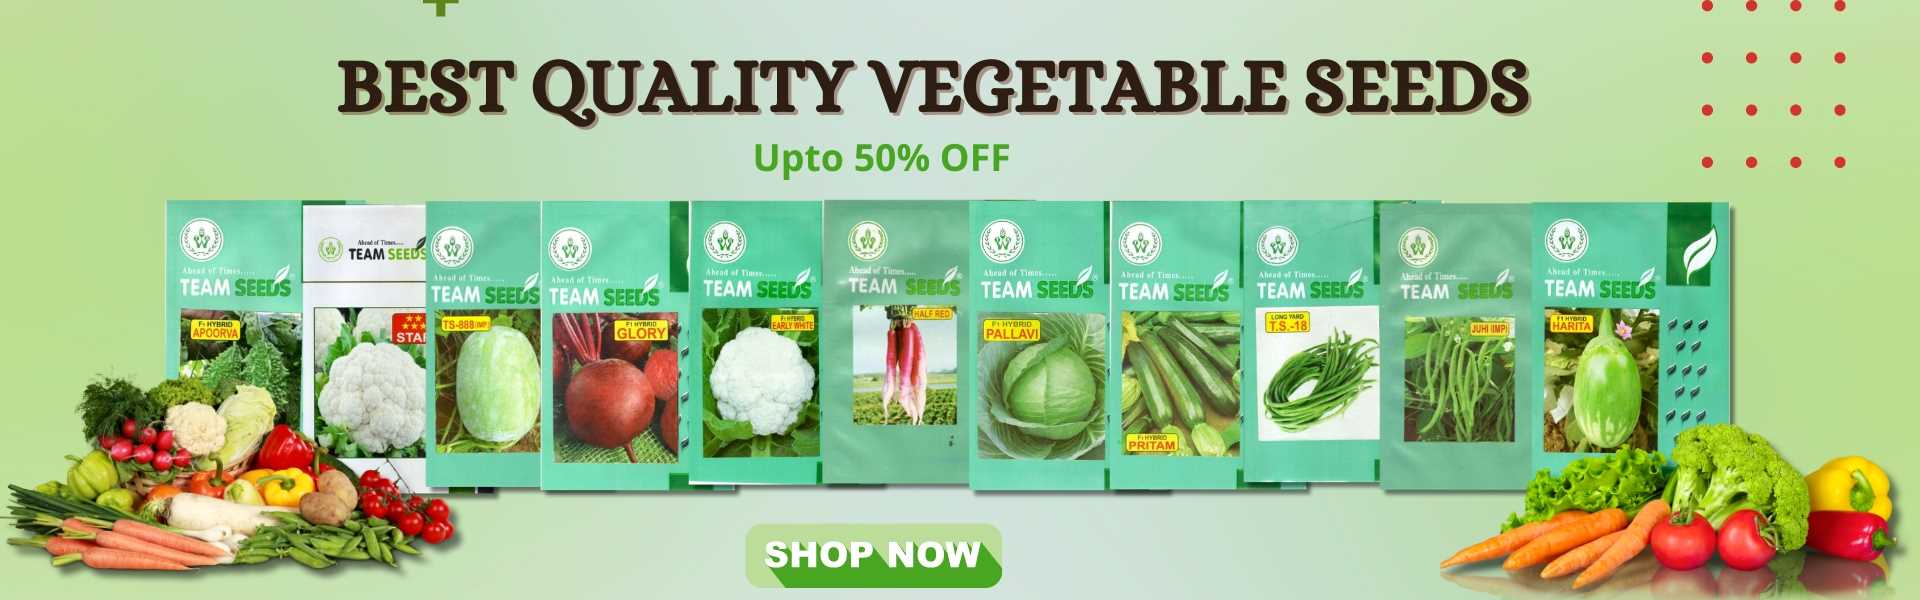 BEST QUALITY VEGETABLE SEEDS
Upto 50% OFF
Ahead of Times.....
TEAM SEEDS
F1 HYBRID
APOORVA
Ahead of Times.....
TEAM SEEDS
STAR
Ahead of Times.....
TEAM SEEDS
TS-888 (IMP)
Ahead of Times.....
TEAM SEEDS
F1 HYBRID
GLORY
Ahead of Times.....
TEAM SEEDS
F1 HYBRID
EARLY WHITE
Ahead of Times.....
TEAM SEEDS
HALF RED
Ahead of Times.....
TEAM SEEDS
F1 HYBRID
PALLAVI
Ahead of Times.....
TEAM SEEDS
F1 HYBRID
PRITAM
Ahead of Times.....
TEAM SEEDS
LONG YARD
T.S.-18
Ahead of Times.....
TEAM SEEDS
JUHI (IMP)
Ahead of Times.....
TEAM SEEDS
F1 HYBRID
HARITA
SHOP NOW